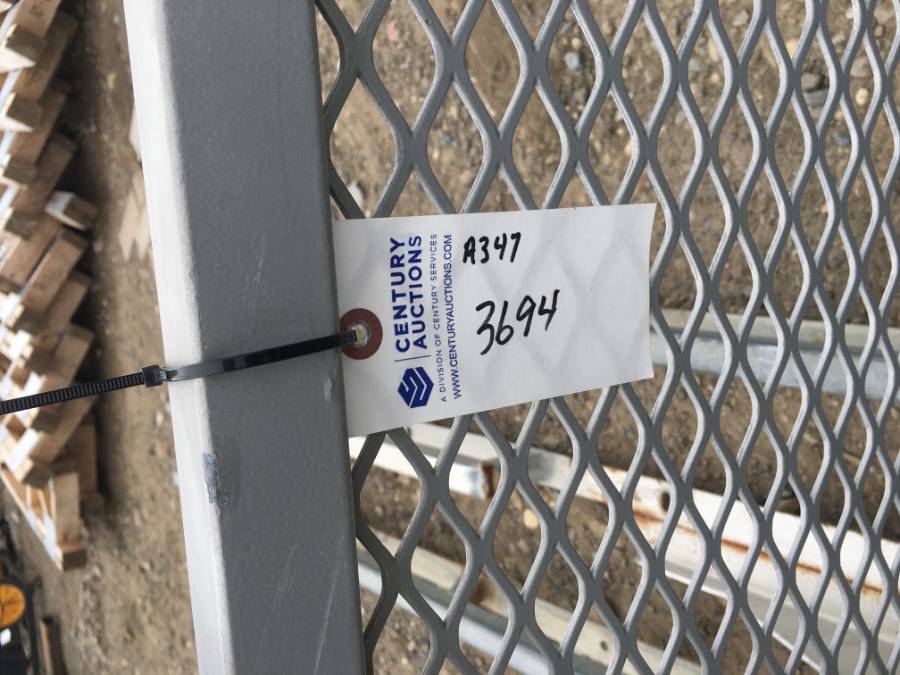 CENTURY
AUCTIONS
A DIVISION OF CENTURY SERVICES
WWW.CENTURYAUCTIONS.COM
A347
3694